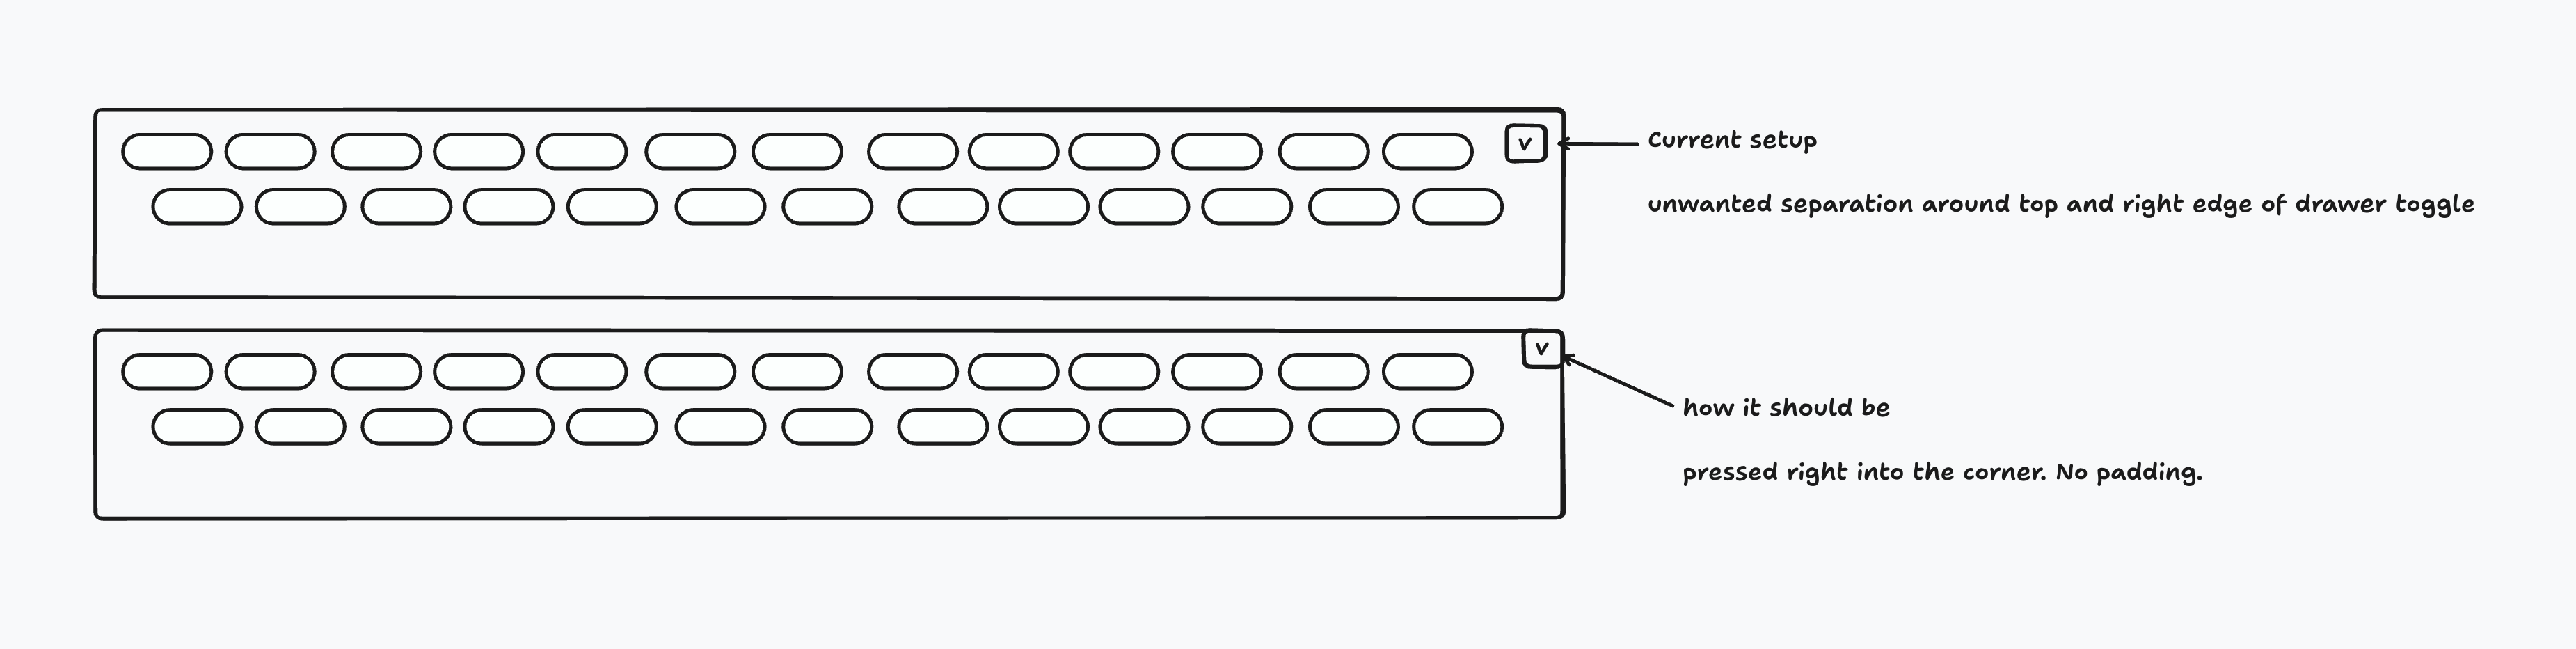 v
Current setup
unwanted separation around top and right edge of drawer toggle
v
how it should be
pressed right into the corner. No padding.